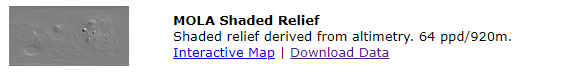 MOLA Shaded Relief
Shaded relief derived from altimetry. 64 ppd/920m.
Interactive Map | Download Data